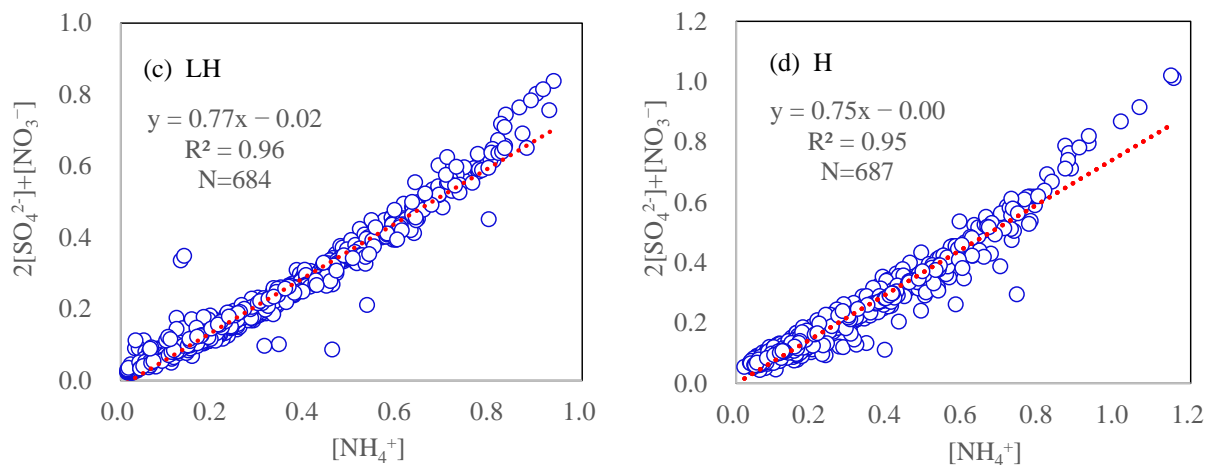 (c) LH
y = 0.77x − 0.02
R² = 0.96
N=684
2[SO₄²⁻]+[NO₃⁻]
1.0
0.8
0.6
0.4
0.2
0.0
0.0 0.2 0.4 0.6 0.8 1.0
[NH₄⁺]
(d) H
y = 0.75x − 0.00
R² = 0.95
N=687
2[SO₄²⁻]+[NO₃⁻]
1.2
1.0
0.8
0.6
0.4
0.2
0.0
0.0 0.2 0.4 0.6 0.8 1.0 1.2
[NH₄⁺]